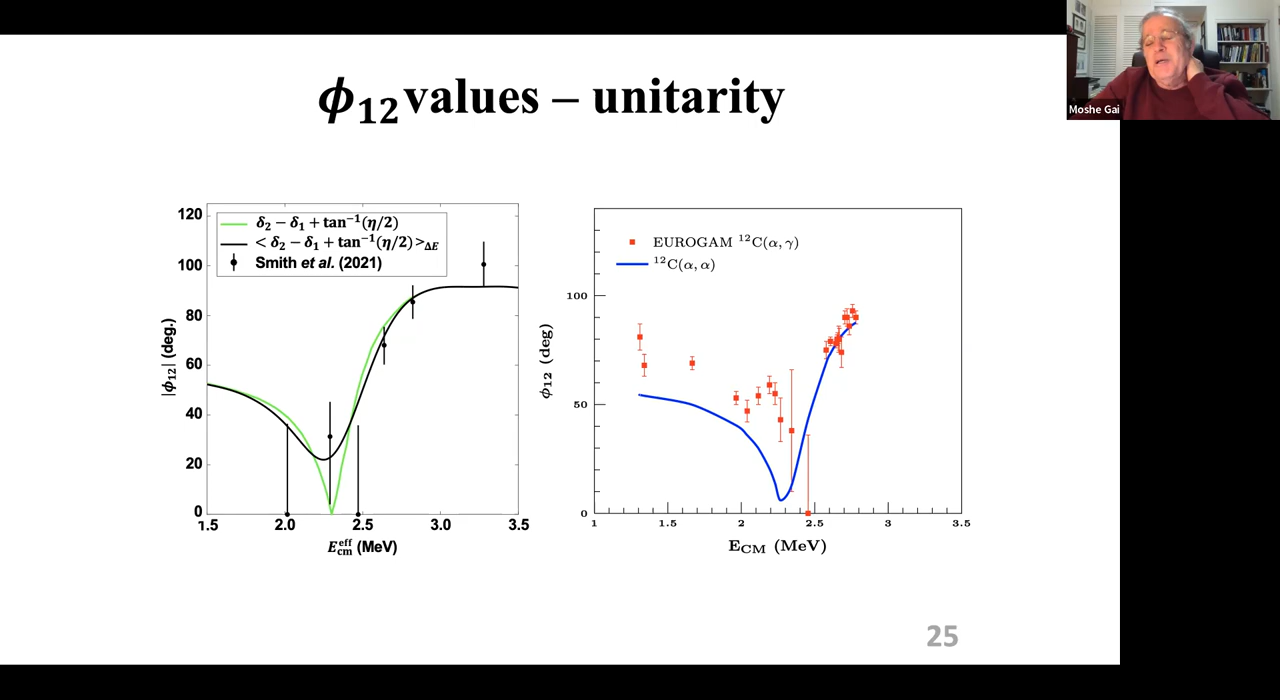 Moshe Gai
ϕ₁₂ values – unitarity
δ₂ − δ₁ + tan⁻¹(η/2)
< δ₂ − δ₁ + tan⁻¹(η/2) >ΔE
Smith et al. (2021)
|ϕ₁₂| (deg.)
120
100
80
60
40
20
0
1.5 2.0 2.5 3.0 3.5
E_cm^eff (MeV)
EUROGAM ¹²C(α, γ)
¹²C(α, α)
ϕ₁₂ (deg)
100
50
0
1 1.5 2 2.5 3 3.5
E_CM (MeV)
25